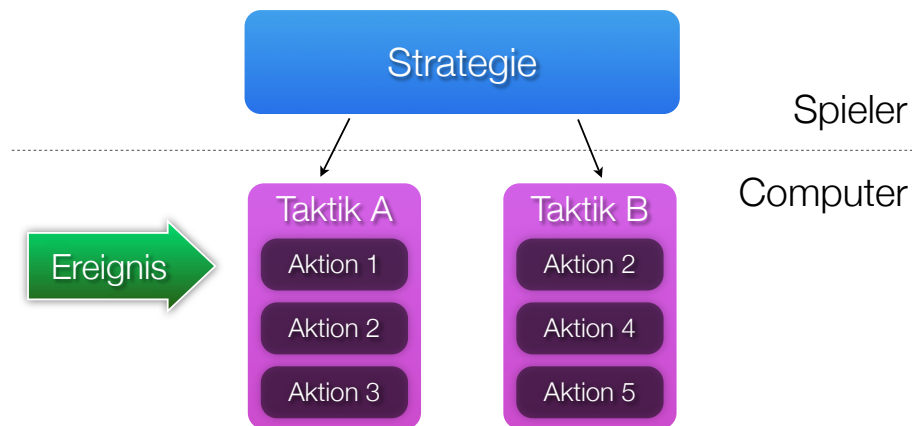 Strategie
Spieler
Computer
Ereignis
Taktik A
Aktion 1
Aktion 2
Aktion 3
Taktik B
Aktion 2
Aktion 4
Aktion 5